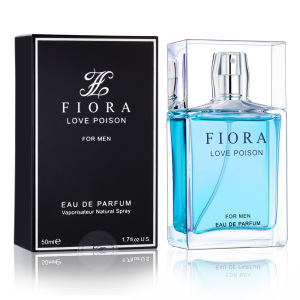 FIORA
LOVE POISON
FOR MEN
EAU DE PARFUM
Vaporisateur Natural Spray
50ml℮
1.7fl oz U.S.
FIORA
LOVE POISON
FOR MEN
EAU DE PARFUM